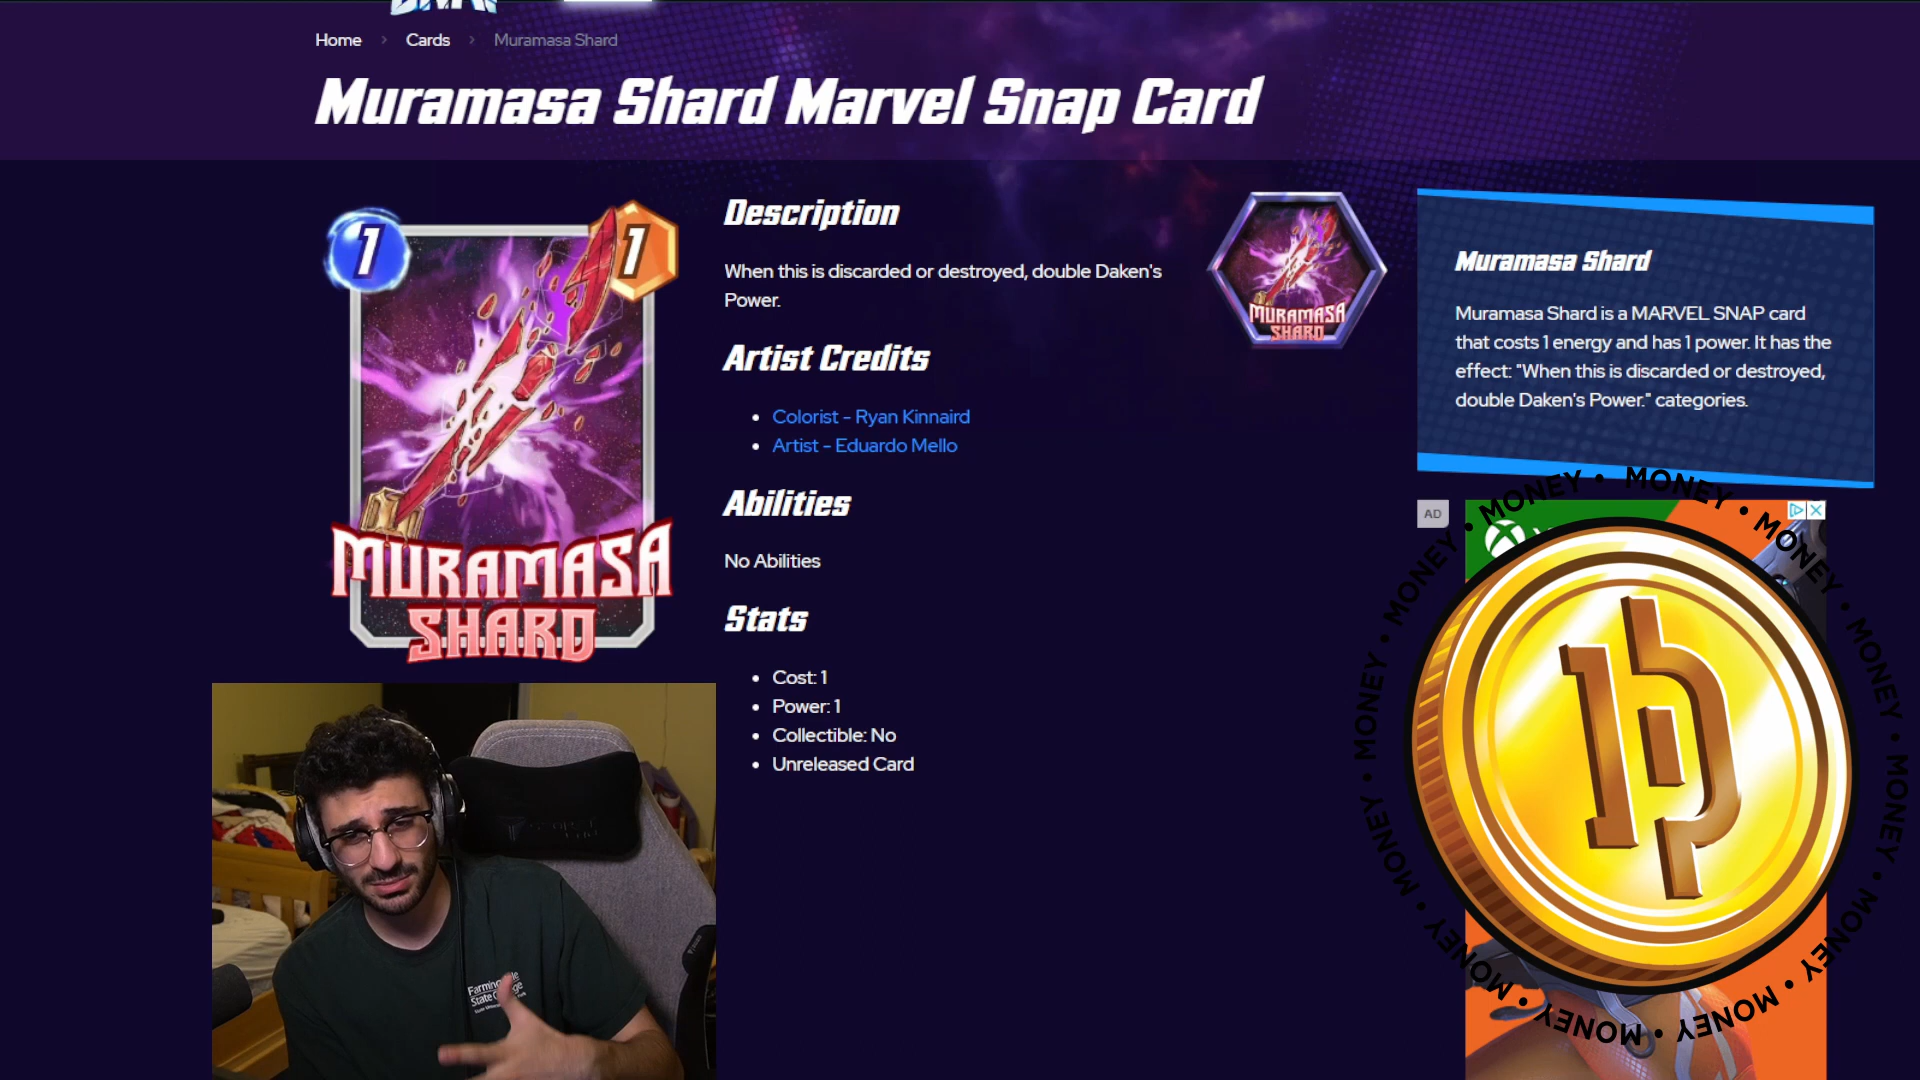 Home > Cards > Muramasa Shard
Muramasa Shard Marvel Snap Card
1
1
MURAMASA
SHARD
Description
When this is discarded or destroyed, double Daken's
Power.
Artist Credits
• Colorist - Ryan Kinnaird
• Artist - Eduardo Mello
Abilities
No Abilities
Stats
• Cost: 1
• Power: 1
• Collectible: No
• Unreleased Card
MURAMASA
SHARD
Muramasa Shard
Muramasa Shard is a MARVEL SNAP card
that costs 1 energy and has 1 power. It has the
effect: "When this is discarded or destroyed,
double Daken's Power." categories.
AD
MONEY • MONEY • MONEY • MONEY • MONEY • MONEY • MONEY • MONEY • MONEY • MONEY • MONEY • MONEY •
State